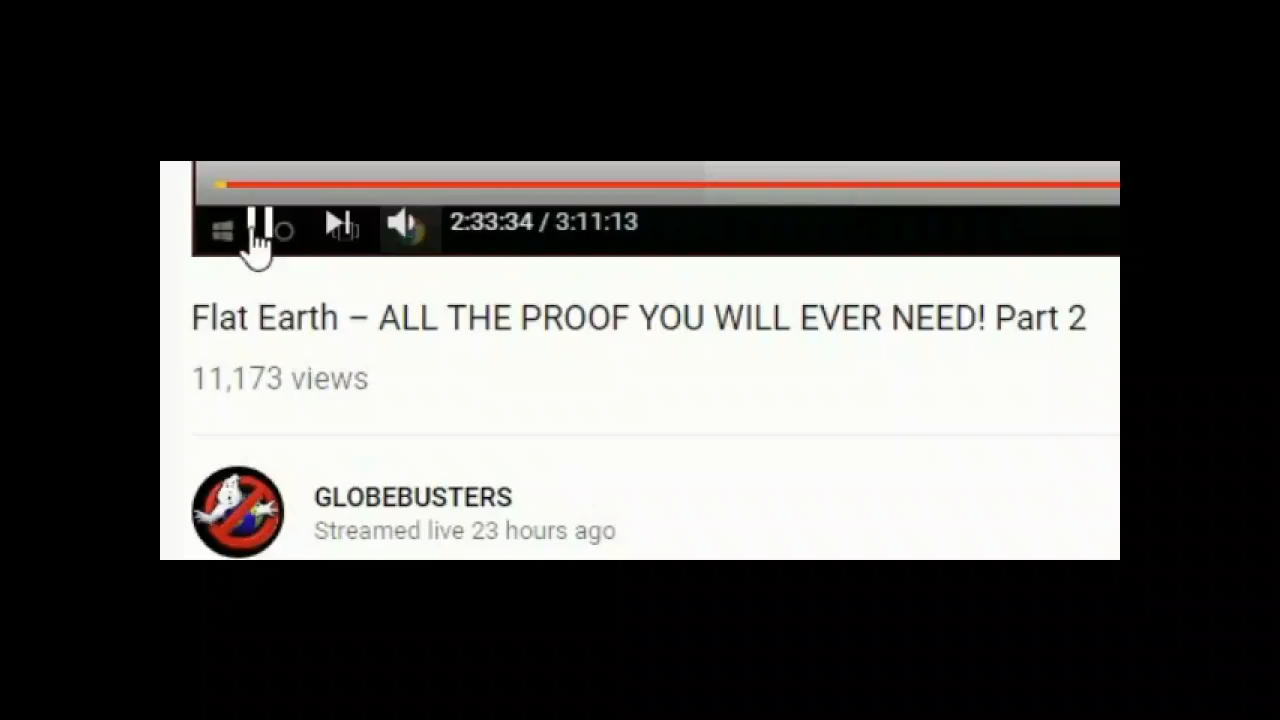 2:33:34 / 3:11:13
Flat Earth – ALL THE PROOF YOU WILL EVER NEED! Part 2
11,173 views
GLOBEBUSTERS
Streamed live 23 hours ago